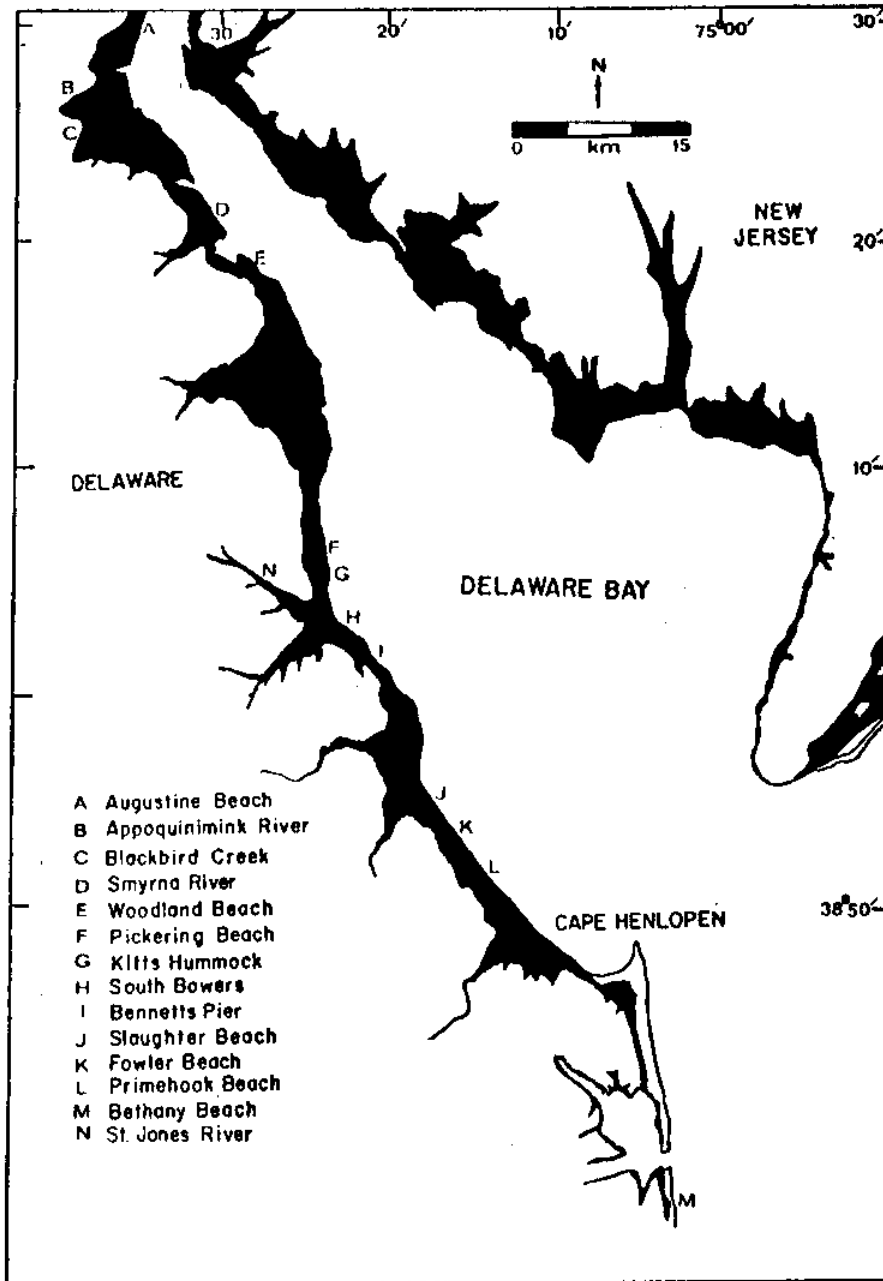 A
30
20′
10′
75°00′
30′
B
C
N
0 km 15
D
NEW
JERSEY
20′
E
DELAWARE
10′
F
G
N
DELAWARE BAY
H
I
J
K
L
A Augustine Beach
B Appoquinimink River
C Blackbird Creek
D Smyrna River
E Woodland Beach
F Pickering Beach
G Kitts Hummock
H South Bowers
I Bennetts Pier
J Slaughter Beach
K Fowler Beach
L Primehook Beach
M Bethany Beach
N St. Jones River
CAPE HENLOPEN
38°50′
M